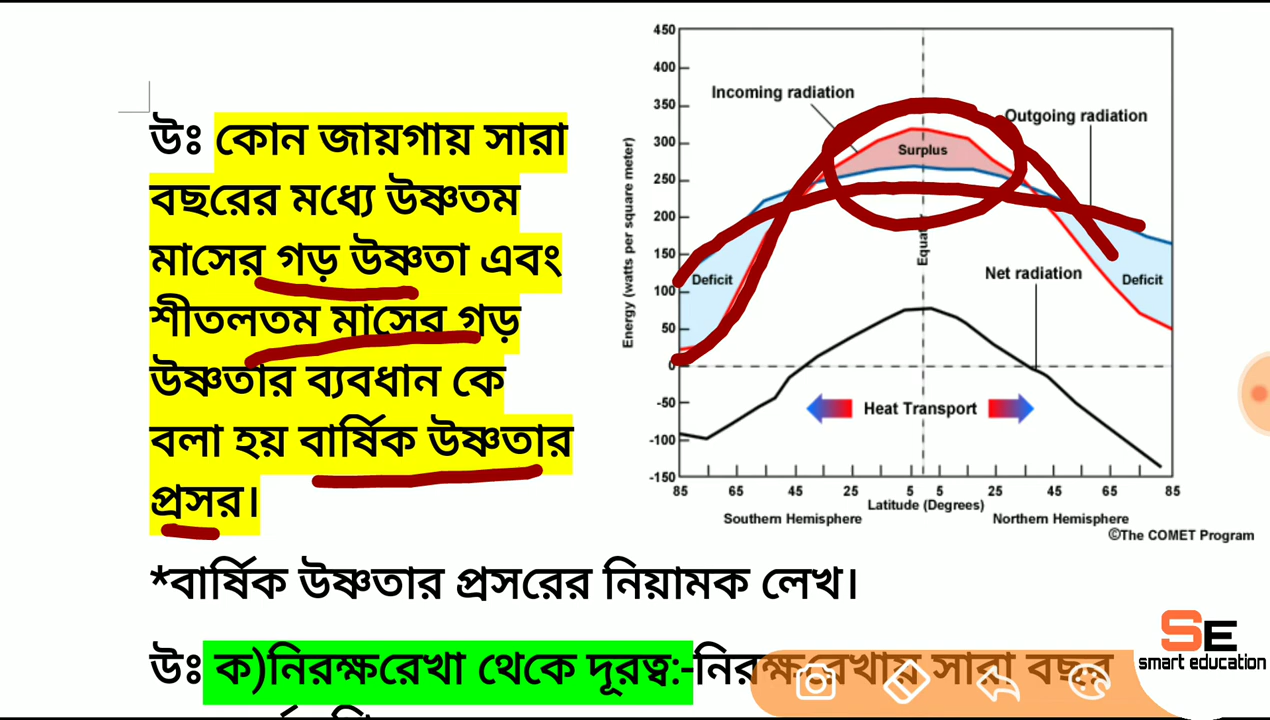 উঃ কোন জায়গায় সারা
বছরের মধ্যে উষ্ণতম
মাসের গড় উষ্ণতা এবং
শীতলতম মাসের গড়
উষ্ণতার ব্যবধান কে
বলা হয় বার্ষিক উষ্ণতার
প্রসর।
450
400
350
300
250
200
150
100
50
0
-50
-100
-150
Energy (watts per square meter)
Incoming radiation
Outgoing radiation
Surplus
Deficit
Deficit
Net radiation
Heat Transport
85 65 45 25 5 5 25 45 65 85
Latitude (Degrees)
Southern Hemisphere
Northern Hemisphere
©The COMET Program
*বার্ষিক উষ্ণতার প্রসরের নিয়ামক লেখ।
উঃ ক)নিরক্ষরেখা থেকে দূরত্ব:-নিরক্ষরেখায় সারা বছর
SE
smart education